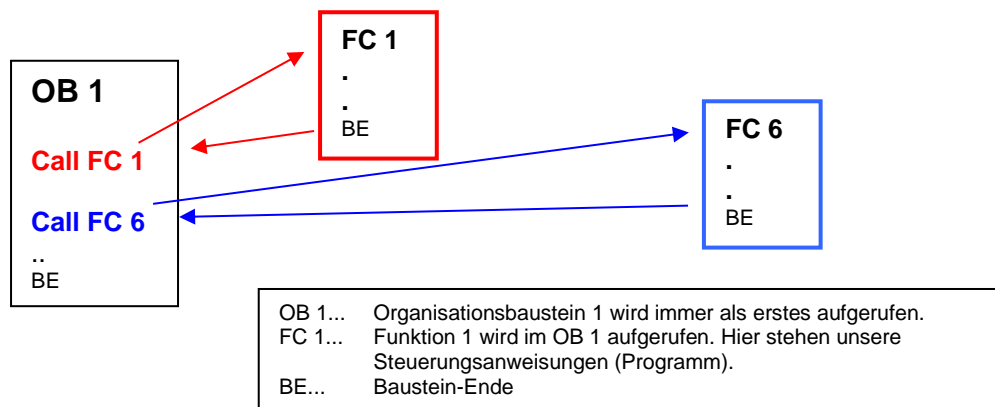 OB 1
Call FC 1
Call FC 6
..
BE
FC 1
.
.
BE
FC 6
.
.
BE
OB 1... Organisationsbaustein 1 wird immer als erstes aufgerufen.
FC 1... Funktion 1 wird im OB 1 aufgerufen. Hier stehen unsere
Steuerungsanweisungen (Programm).
BE... Baustein-Ende